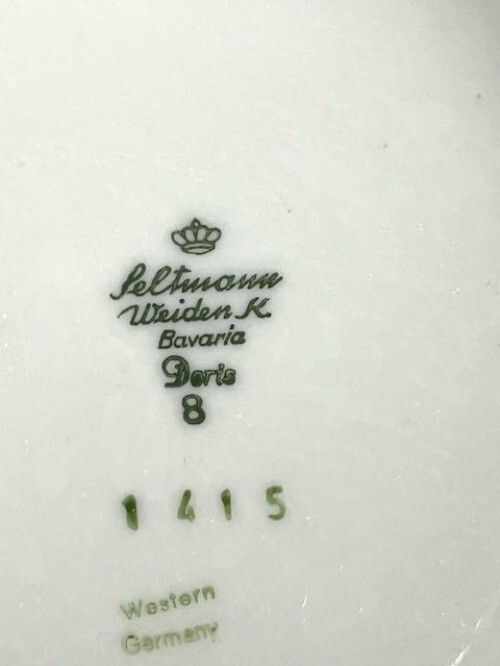 Seltmann
Weiden K.
Bavaria
Doris
8
1415
Western
Germany